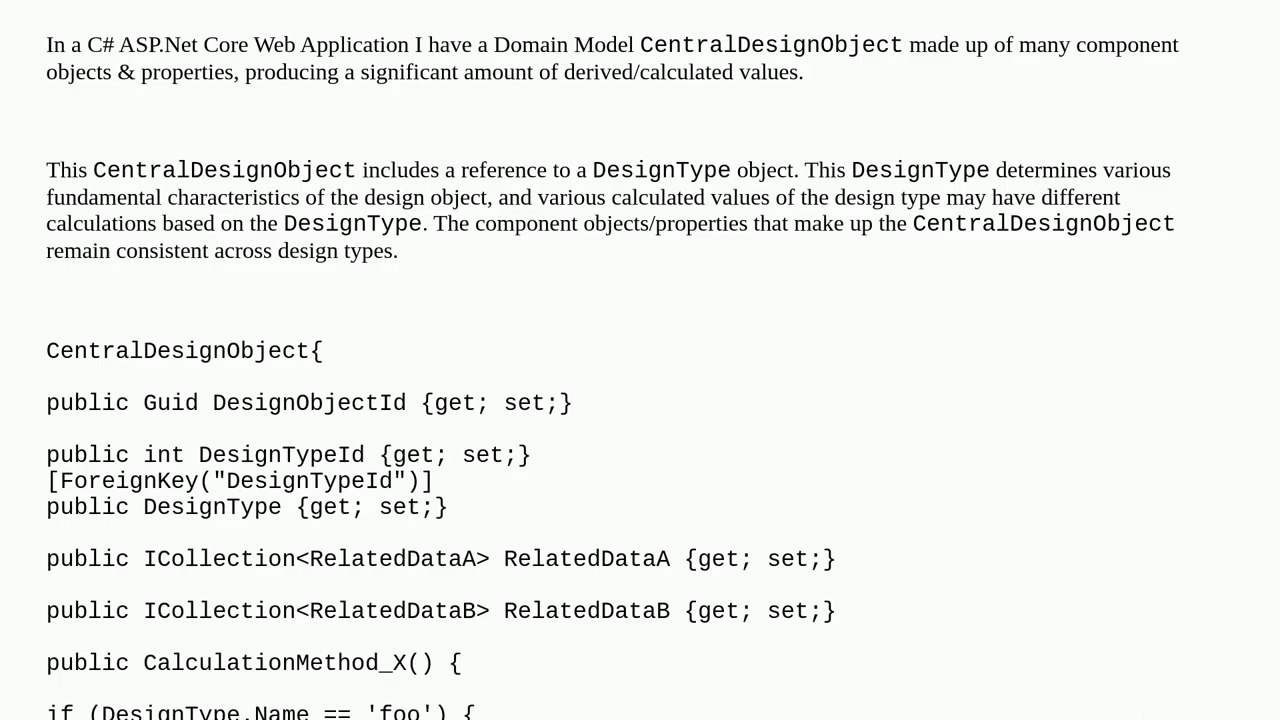 In a C# ASP.Net Core Web Application I have a Domain Model CentralDesignObject made up of many component
objects & properties, producing a significant amount of derived/calculated values.
This CentralDesignObject includes a reference to a DesignType object. This DesignType determines various
fundamental characteristics of the design object, and various calculated values of the design type may have different
calculations based on the DesignType. The component objects/properties that make up the CentralDesignObject
remain consistent across design types.
CentralDesignObject{
public Guid DesignObjectId {get; set;}
public int DesignTypeId {get; set;}
[ForeignKey("DesignTypeId")]
public DesignType {get; set;}
public ICollection<RelatedDataA> RelatedDataA {get; set;}
public ICollection<RelatedDataB> RelatedDataB {get; set;}
public CalculationMethod_X() {
if (DesignType.Name == 'foo') {